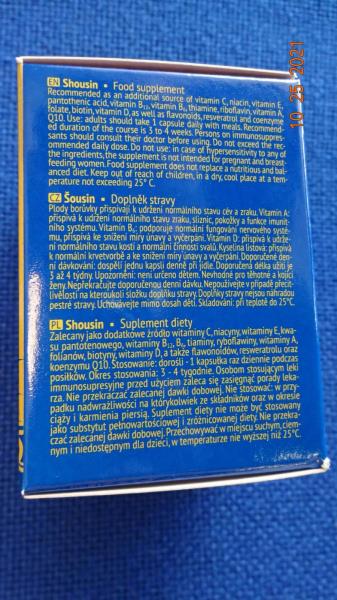 EN Shousin • Food supplement
Recommended as an additional source of vitamin C, niacin, vitamin E,
pantothenic acid, vitamin B12, vitamin B6, thiamine, riboflavin, vitamin A,
folate, biotin, vitamin D, as well as flavonoids, resveratrol and coenzyme
Q10. Use: adults should take 1 capsule daily with meals. Recommend-
ed duration of the course is 3 to 4 weeks. Persons on immunosuppres-
sants should consult their doctor before using. Do not exceed the rec-
ommended daily dose. Do not use: in case of hypersensitivity to any of
the ingredients, the supplement is not intended for pregnant and breast-
feeding women. Food supplement does not replace a nutritious and bal-
anced diet. Keep out of reach of children, in a dry, cool place at a tem-
perature not exceeding 25° C.
CZ Šousin • Doplněk stravy
Plody borůvky přispívají k udržení normálního stavu cév a zraku. Vitamin A:
přispívá k udržení normálního stavu zraku, sliznic, pokožky a funkce imunit-
ního systému. Vitamin B6: podporuje normální fungování nervového systé-
mu, přispívá ke snížení míry únavy a vyčerpání. Vitamin D: přispívá k udrže-
ní normálního stavu kostí a normální činnosti svalů. Kyselina listová: přispívá
k normální krvetvorbě a ke snížení míry únavy a vyčerpání. Doporučené den-
ní dávkování: dospělí jednu kapsli denně při jídle. Doporučená délka užití je
3 až 4 týdny. Upozornění: není určeno dětem. Nevhodné pro těhotné a kojící
ženy. Nepřekračujte doporučenou denní dávku. Nepoužívejte v případě přecit-
livělosti na kteroukoli složku doplňku stravy. Doplňky stravy nejsou náhradou
pestré stravy. Uchovávejte mimo dosah dětí. Skladování: při teplotě do 25°C.
PL Shousin • Suplement diety
Zalecany jako dodatkowe źródło witaminy C, niacyny, witaminy E, kwa-
su pantotenowego, witaminy B12, B6, tiaminy, ryboflawiny, witaminy A,
folianów, biotyny, witaminy D, a także flawonoidów, resweratrolu oraz
koenzymu Q10. Stosowanie: dorośli - 1 kapsułka raz dziennie podczas
posiłków. Okres stosowania: 3 - 4 tygodnie. Osobom stosującym leki
immunosupresyjne przed użyciem zaleca się zasięgnąć porady leka-
rza. Nie przekraczać zalecanej dawki dobowej. Nie stosować: w przy-
padku nadwrażliwości na którykolwiek ze składników oraz w okresie
ciąży i karmienia piersią. Suplement diety nie może być stosowany
jako substytut pełnowartościowej i zróżnicowanej diety. Nie przekra-
czać zalecanej dawki dobowej. Przechowywać w miejscu suchym, ciem-
nym i niedostępnym dla dzieci, w temperaturze nie wyższej niż 25°C.
10 25 2021